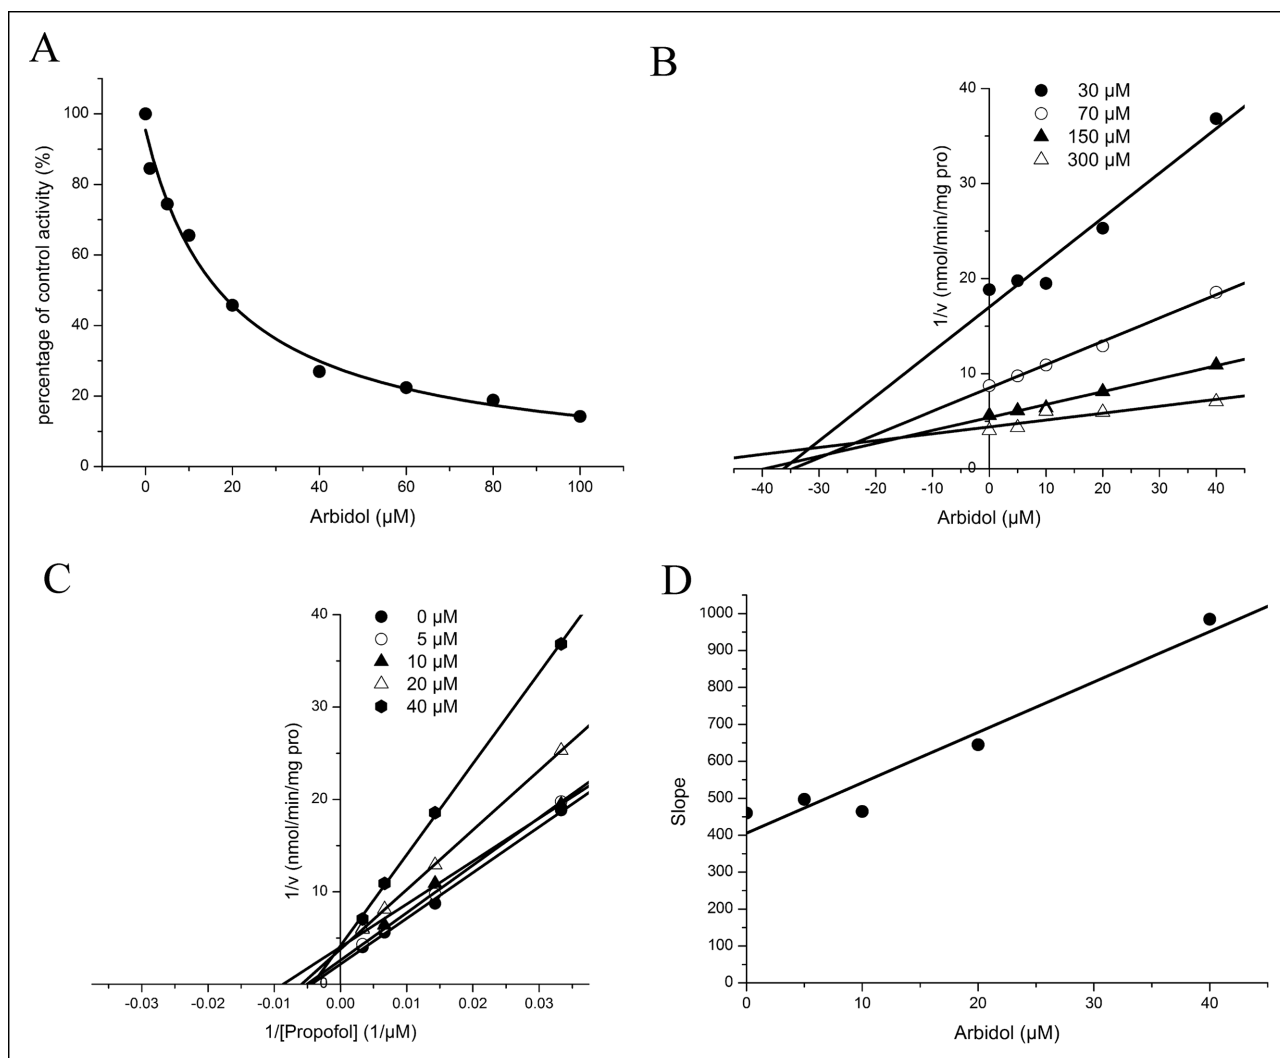 A
percentage of control activity (%)
100
80
60
40
20
0
0 20 40 60 80 100
Arbidol (µM)
B
30 µM
70 µM
150 µM
300 µM
1/v (nmol/min/mg pro)
40
30
20
10
0
-40 -30 -20 -10 0 10 20 30 40
Arbidol (µM)
C
0 µM
5 µM
10 µM
20 µM
40 µM
1/v (nmol/min/mg pro)
40
30
20
10
0
-0.03 -0.02 -0.01 0.00 0.01 0.02 0.03
1/[Propofol] (1/µM)
D
Slope
1000
900
800
700
600
500
400
300
200
100
0
0 10 20 30 40
Arbidol (µM)